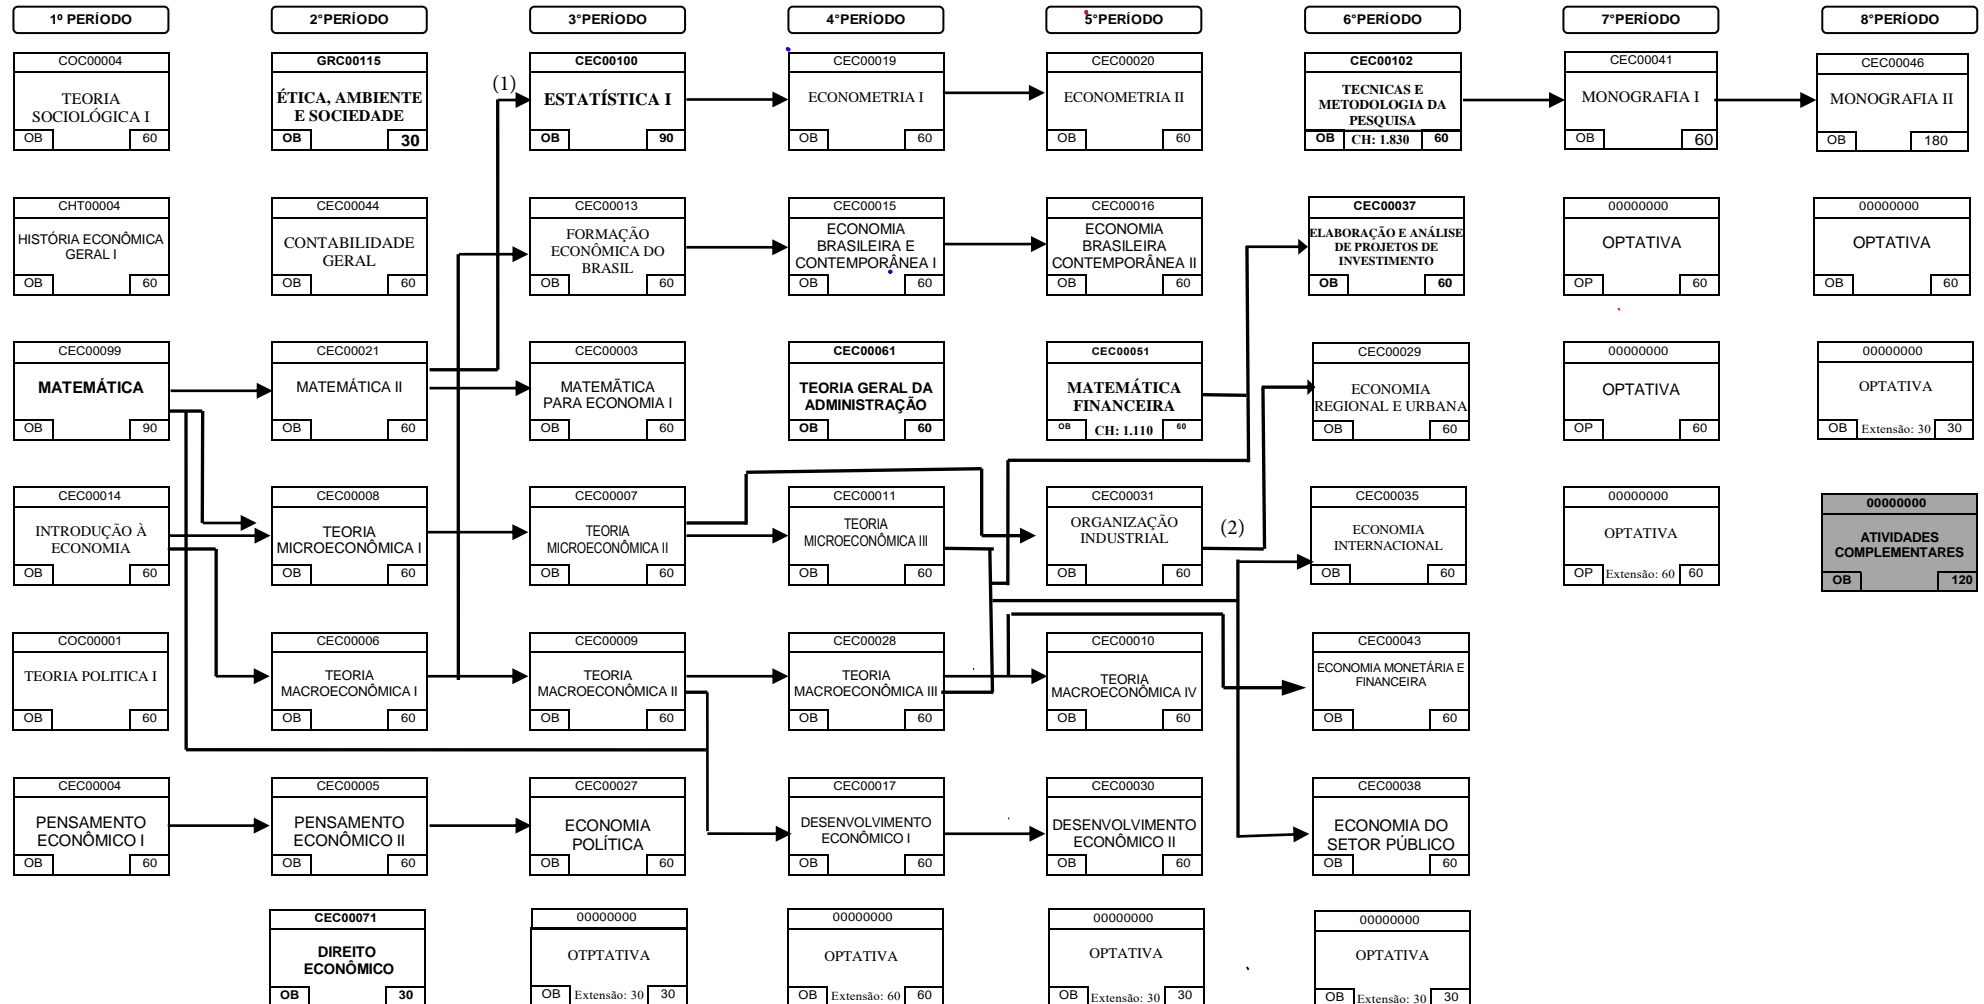 1º PERÍODO
2°PERÍODO
3°PERÍODO
4°PERÍODO
5°PERÍODO
6°PERÍODO
7°PERÍODO
8°PERÍODO
COC00004
TEORIA
SOCIOLÓGICA I
OB 60
GRC00115
ÉTICA, AMBIENTE
E SOCIEDADE
OB 30
(1)
CEC00100
ESTATÍSTICA I
OB 90
CEC00019
ECONOMETRIA I
OB 60
CEC00020
ECONOMETRIA II
OB 60
CEC00102
TECNICAS E
METODOLOGIA DA
PESQUISA
OB CH: 1.830 60
CEC00041
MONOGRAFIA I
OB 60
CEC00046
MONOGRAFIA II
OB 180
CHT00004
HISTÓRIA ECONÔMICA
GERAL I
OB 60
CEC00044
CONTABILIDADE
GERAL
OB 60
CEC00013
FORMAÇÃO
ECONÔMICA DO
BRASIL
OB 60
CEC00015
ECONOMIA
BRASILEIRA E
CONTEMPORÂNEA I
OB 60
CEC00016
ECONOMIA
BRASILEIRA
CONTEMPORÂNEA II
OB 60
CEC00037
ELABORAÇÃO E ANÁLISE
DE PROJETOS DE
INVESTIMENTO
OB 60
00000000
OPTATIVA
OP 60
00000000
OPTATIVA
OB 60
CEC00099
MATEMÁTICA
OB 90
CEC00021
MATEMÁTICA II
OB 60
CEC00003
MATEMÃTICA
PARA ECONOMIA I
OB 60
CEC00061
TEORIA GERAL DA
ADMINISTRAÇÃO
OB 60
CEC00051
MATEMÁTICA
FINANCEIRA
OB CH: 1.110 60
CEC00029
ECONOMIA
REGIONAL E URBANA
OB 60
00000000
OPTATIVA
OP 60
00000000
OPTATIVA
OB Extensão: 30 30
CEC00014
INTRODUÇÃO À
ECONOMIA
OB 60
CEC00008
TEORIA
MICROECONÔMICA I
OB 60
CEC00007
TEORIA
MICROECONÔMICA II
OB 60
CEC00011
TEORIA
MICROECONÔMICA III
OB 60
CEC00031
ORGANIZAÇÃO
INDUSTRIAL
OB 60
(2)
CEC00035
ECONOMIA
INTERNACIONAL
OB 60
00000000
OPTATIVA
OP Extensão: 60 60
00000000
ATIVIDADES
COMPLEMENTARES
OB 120
COC00001
TEORIA POLITICA I
OB 60
CEC00006
TEORIA
MACROECONÔMICA I
OB 60
CEC00009
TEORIA
MACROECONÔMICA II
OB 60
CEC00028
TEORIA
MACROECONÔMICA III
OB 60
CEC00010
TEORIA
MACROECONÔMICA IV
OB 60
CEC00043
ECONOMIA MONETÁRIA E
FINANCEIRA
OB 60
CEC00004
PENSAMENTO
ECONÔMICO I
OB 60
CEC00005
PENSAMENTO
ECONÔMICO II
OB 60
CEC00027
ECONOMIA
POLÍTICA
OB 60
CEC00017
DESENVOLVIMENTO
ECONÔMICO I
OB 60
CEC00030
DESENVOLVIMENTO
ECONÔMICO II
OB 60
CEC00038
ECONOMIA DO
SETOR PÚBLICO
OB 60
CEC00071
DIREITO
ECONÔMICO
OB 30
00000000
OTPTATIVA
OB Extensão: 30 30
00000000
OPTATIVA
OB Extensão: 60 60
00000000
OPTATIVA
OB Extensão: 30 30
00000000
OPTATIVA
OB Extensão: 30 30